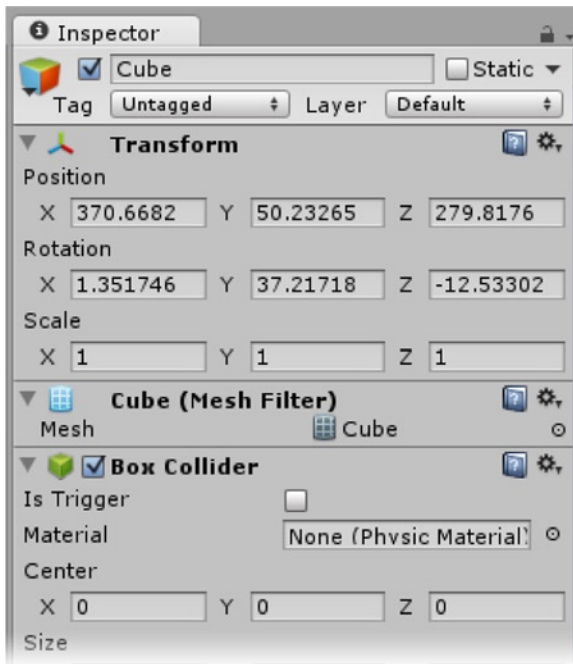 Inspector
Cube Static
Tag Untagged Layer Default
Transform
Position
X 370.6682 Y 50.23265 Z 279.8176
Rotation
X 1.351746 Y 37.21718 Z -12.53302
Scale
X 1 Y 1 Z 1
Cube (Mesh Filter)
Mesh Cube
Box Collider
Is Trigger
Material None (Physic Material)
Center
X 0 Y 0 Z 0
Size